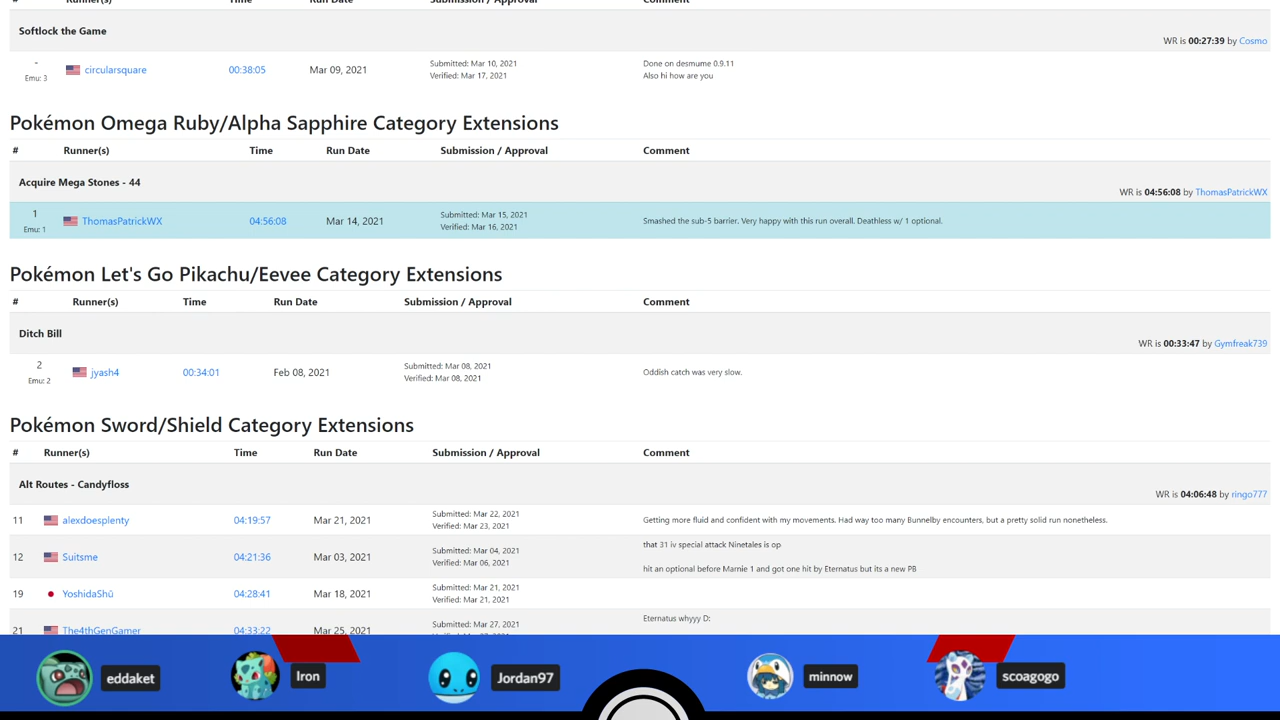 # Runner(s) Time Run Date Submission / Approval Comment
Softlock the Game
WR is 00:27:39 by Cosmo
-
Emu: 3
circularsquare 00:38:05 Mar 09, 2021
Submitted: Mar 10, 2021
Verified: Mar 17, 2021
Done on desmume 0.9.11
Also hi how are you
Pokémon Omega Ruby/Alpha Sapphire Category Extensions
# Runner(s) Time Run Date Submission / Approval Comment
Acquire Mega Stones - 44
WR is 04:56:08 by ThomasPatrickWX
1
Emu: 1
ThomasPatrickWX 04:56:08 Mar 14, 2021
Submitted: Mar 15, 2021
Verified: Mar 16, 2021
Smashed the sub-5 barrier. Very happy with this run overall. Deathless w/ 1 optional.
Pokémon Let's Go Pikachu/Eevee Category Extensions
# Runner(s) Time Run Date Submission / Approval Comment
Ditch Bill
WR is 00:33:47 by Gymfreak739
2
Emu: 2
jyash4 00:34:01 Feb 08, 2021
Submitted: Mar 08, 2021
Verified: Mar 08, 2021
Oddish catch was very slow.
Pokémon Sword/Shield Category Extensions
# Runner(s) Time Run Date Submission / Approval Comment
Alt Routes - Candyfloss
WR is 04:06:48 by ringo777
11 alexdoesplenty 04:19:57 Mar 21, 2021
Submitted: Mar 22, 2021
Verified: Mar 23, 2021
Getting more fluid and confident with my movements. Had way too many Bunnelby encounters, but a pretty solid run nonetheless.
12 Suitsme 04:21:36 Mar 03, 2021
Submitted: Mar 04, 2021
Verified: Mar 06, 2021
that 31 iv special attack Ninetales is op
hit an optional before Marnie 1 and got one hit by Eternatus but its a new PB
19 YoshidaShū 04:28:41 Mar 18, 2021
Submitted: Mar 21, 2021
Verified: Mar 21, 2021
21 The4thGenGamer 04:33:22 Mar 25, 2021
Submitted: Mar 27, 2021
Eternatus whyyy D:
eddaket
Iron
Jordan97
minnow
scoagogo